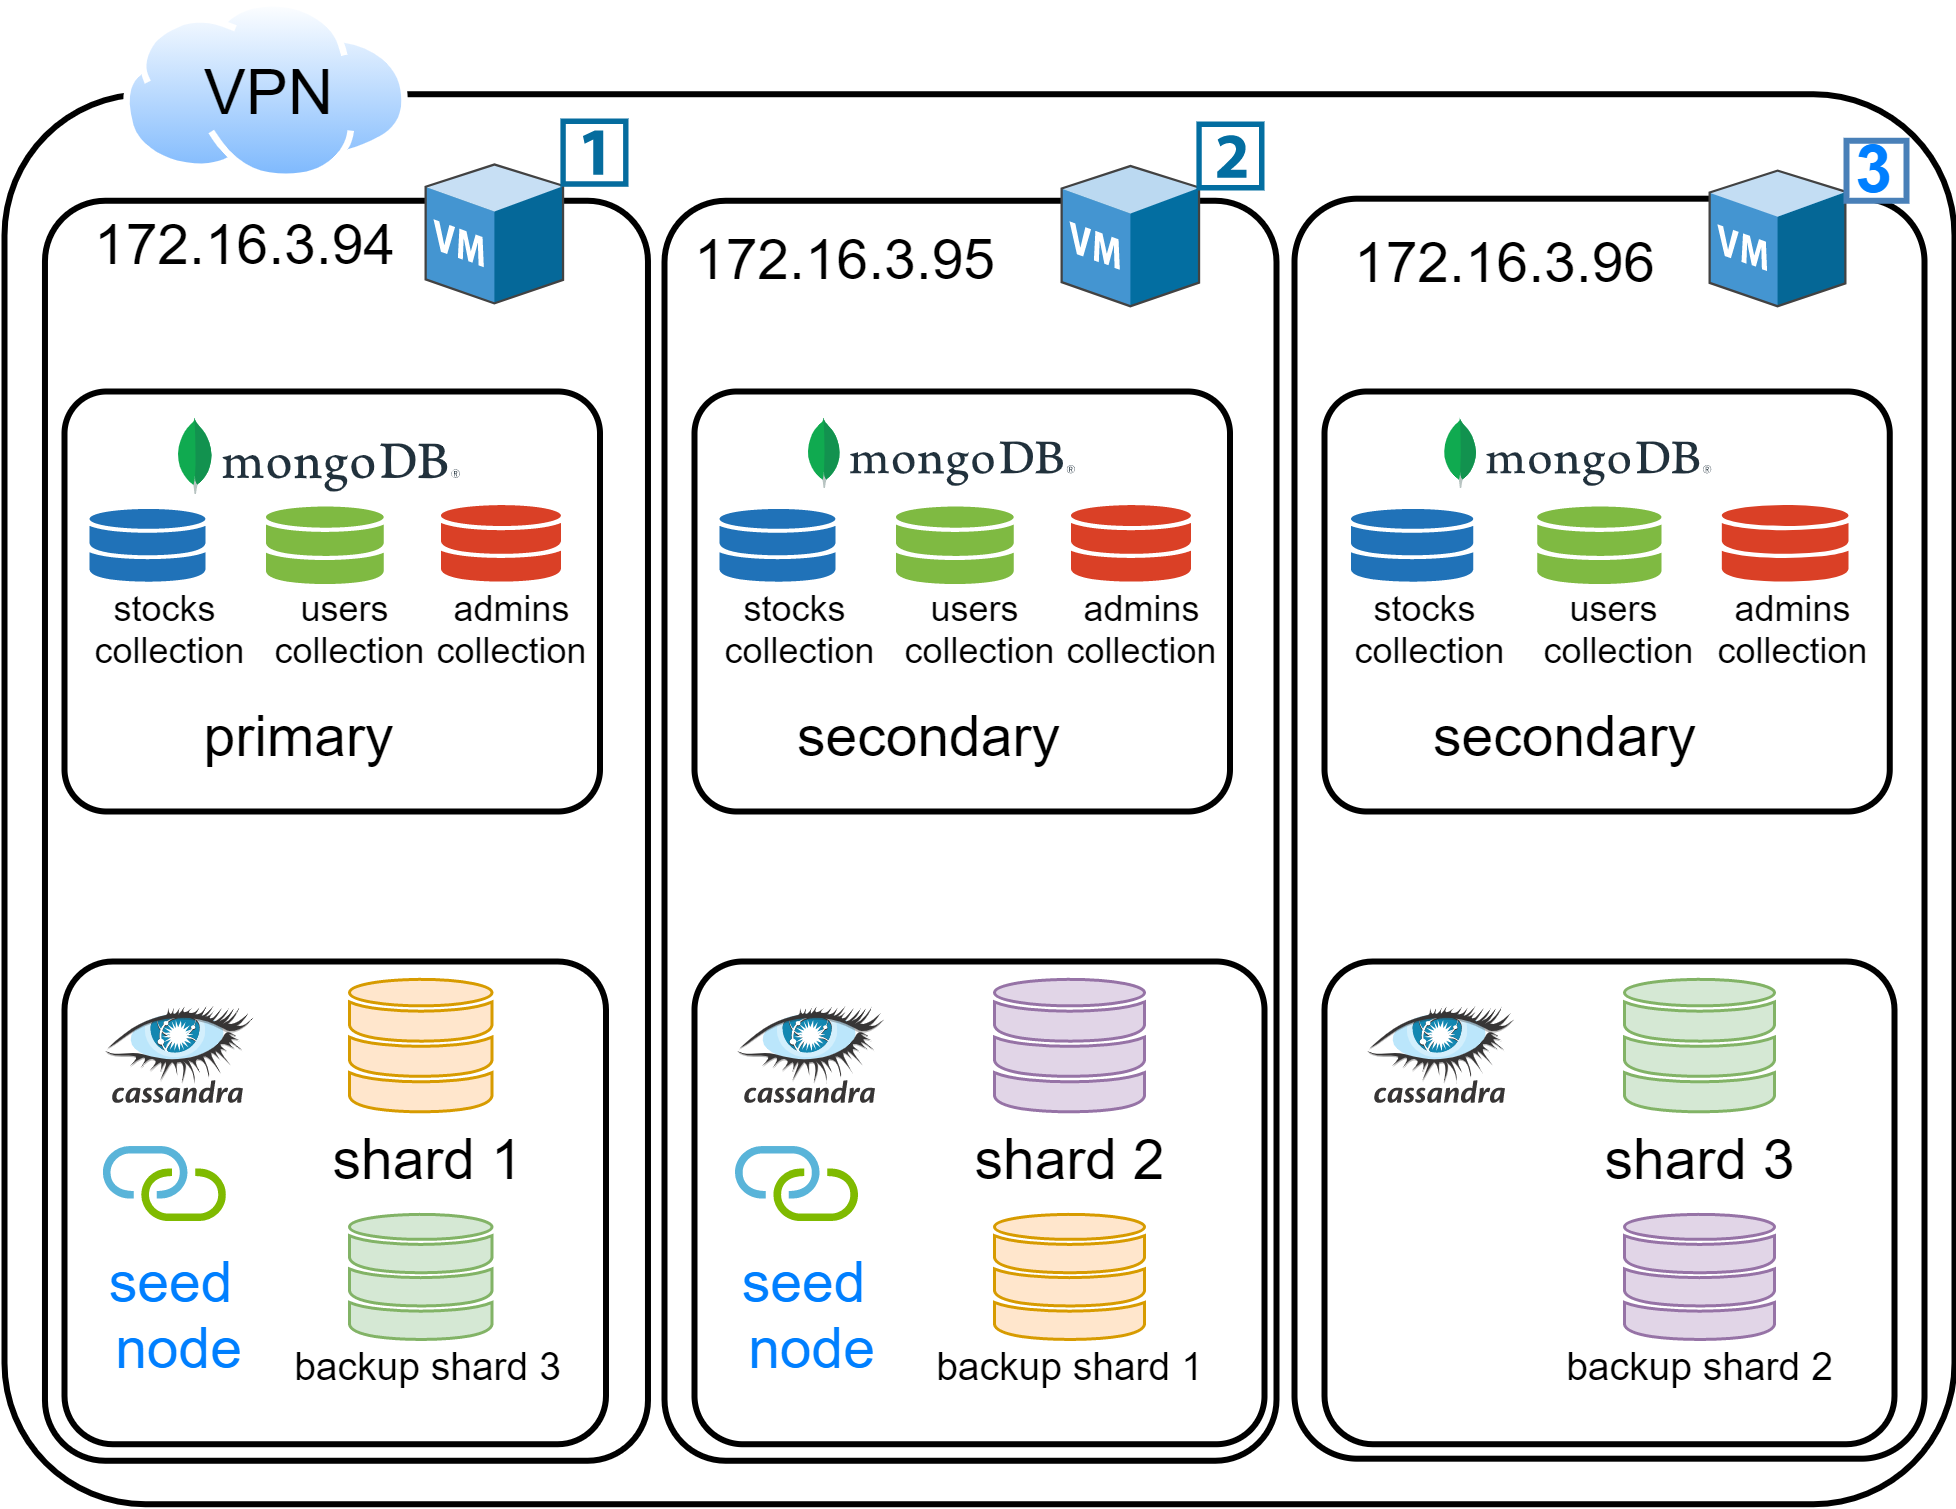 VPN
1
2
3
172.16.3.94
VM
172.16.3.95
VM
172.16.3.96
VM
mongoDB®
stocks collection
users collection
admins collection
primary
mongoDB®
stocks collection
users collection
admins collection
secondary
mongoDB®
stocks collection
users collection
admins collection
secondary
cassandra
shard 1
seed node
backup shard 3
cassandra
shard 2
seed node
backup shard 1
cassandra
shard 3
backup shard 2